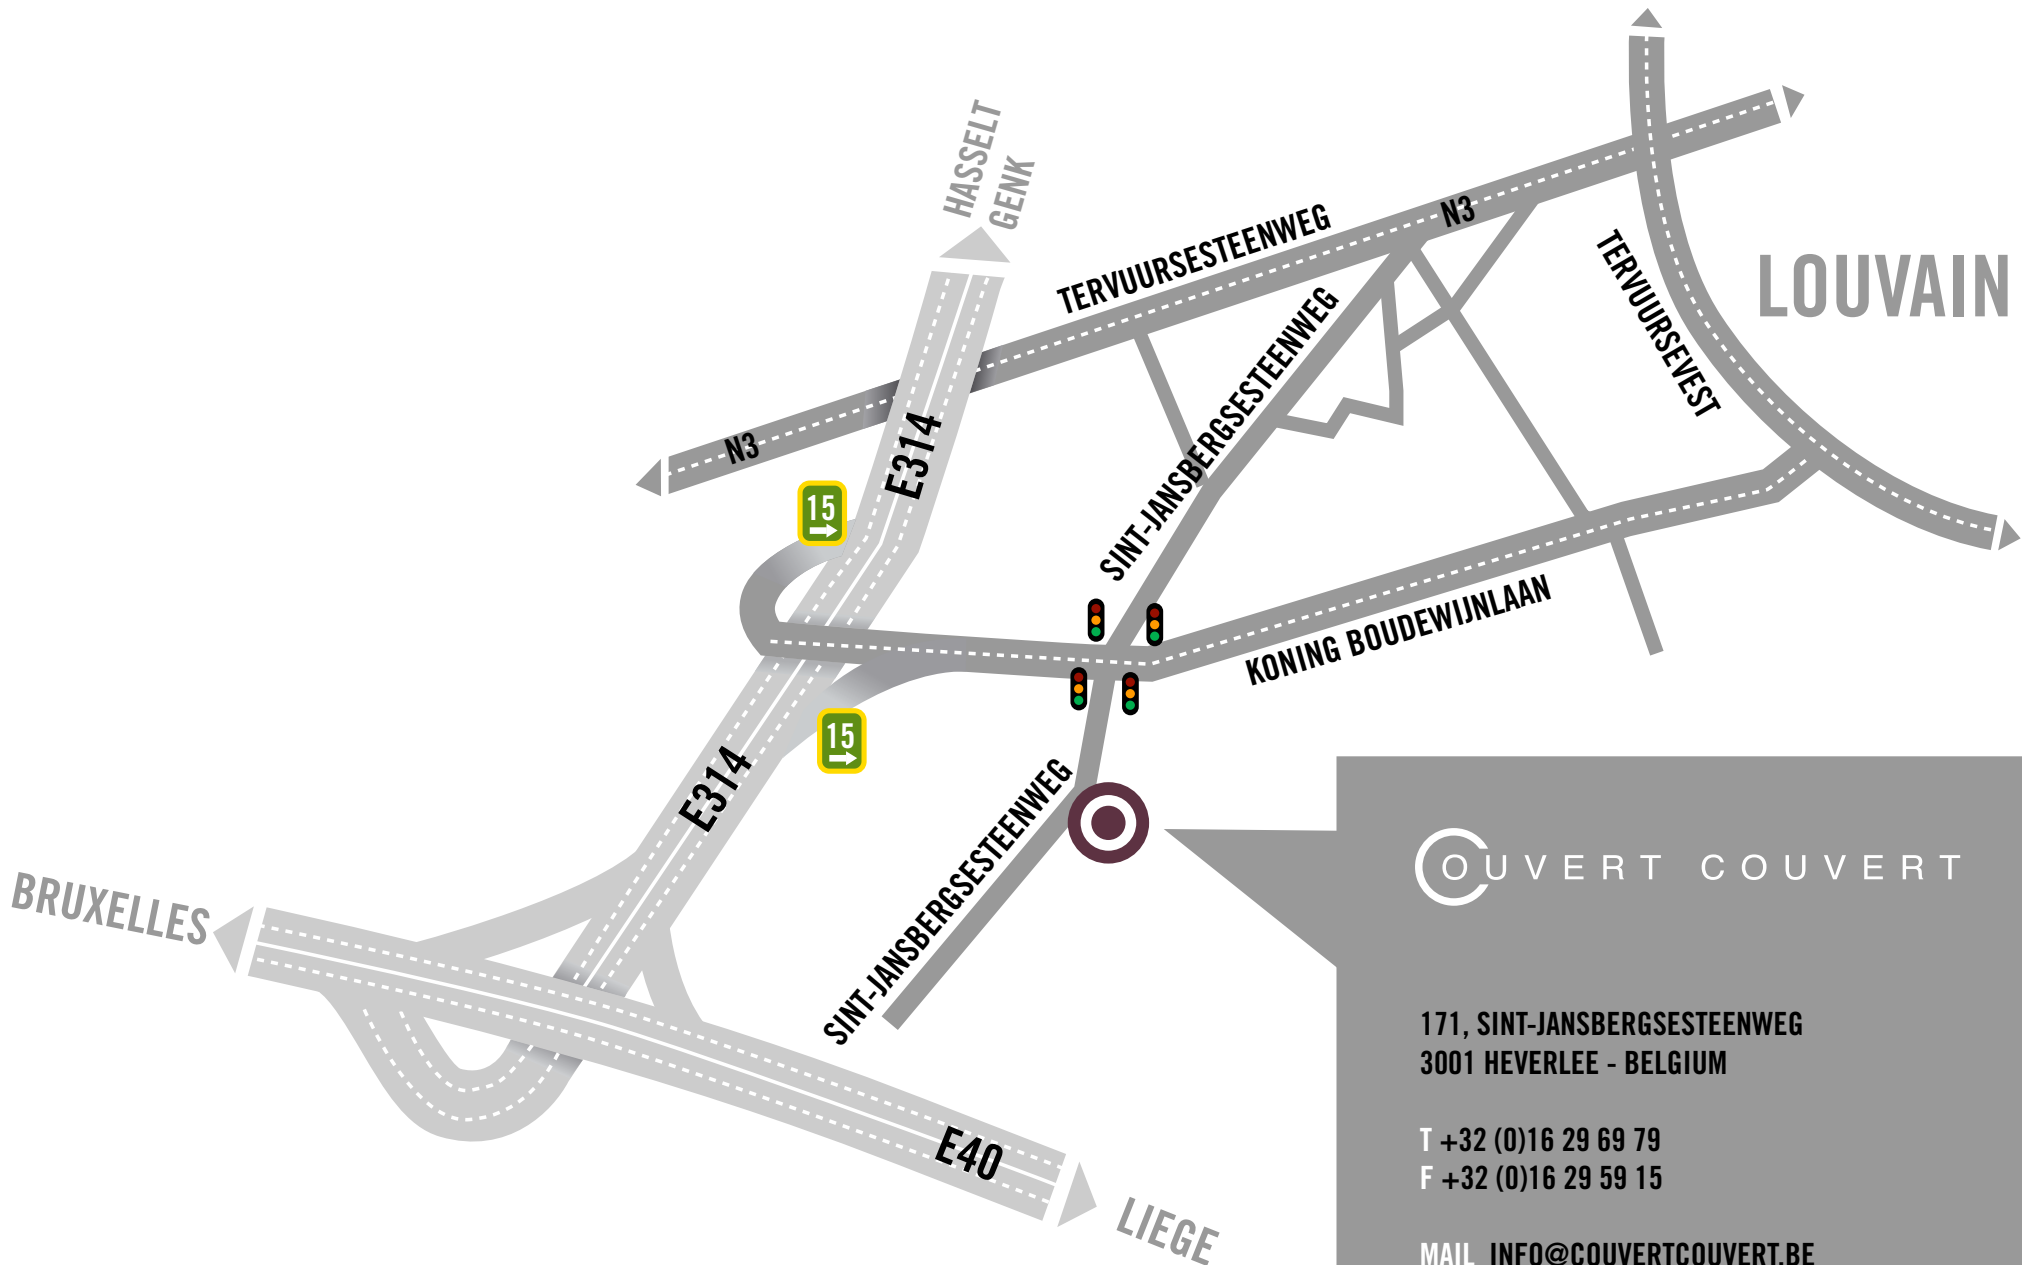 HASSELT
GENK
N3
TERVUURSESTEENWEG
TERVUURSEVEST
LOUVAIN
SINT-JANSBERGSESTEENWEG
E314
N3
15
KONING BOUDEWIJNLAAN
15
E314
SINT-JANSBERGSESTEENWEG
BRUXELLES
E40
LIEGE
COUVERT COUVERT
171, SINT-JANSBERGSESTEENWEG
3001 HEVERLEE - BELGIUM
T +32 (0)16 29 69 79
F +32 (0)16 29 59 15
MAIL INFO@COUVERTCOUVERT.BE